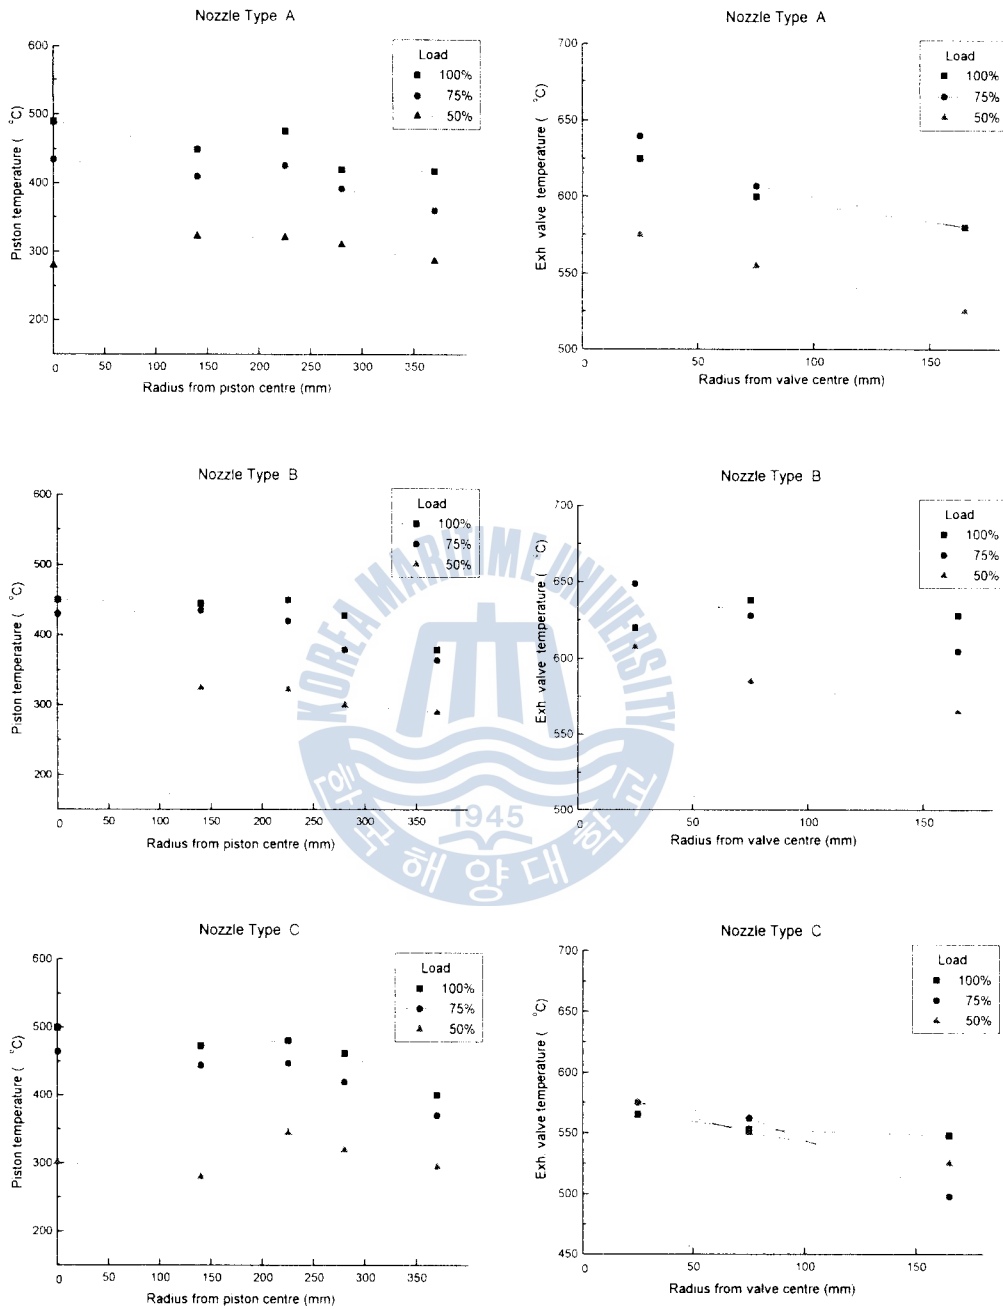 Nozzle Type A
Piston temperature ( °C)
600
500
400
300
200
0 50 100 150 200 250 300 350
Radius from piston centre (mm)
Load
100%
75%
50%
Nozzle Type A
Exh. valve temperature ( °C)
700
650
600
550
500
50 100 150
Radius from valve centre (mm)
Load
100%
75%
50%
Nozzle Type B
Piston temperature ( °C)
600
500
400
300
200
0 50 100 150 200 250 300 350
Radius from piston centre (mm)
Load
100%
75%
50%
Nozzle Type B
Exh. valve temperature ( °C)
700
650
600
550
500
0 50 100 150
Radius from valve centre (mm)
Load
100%
75%
50%
KOREA MARITIME UNIVERSITY
1945
한국해양대학교
Nozzle Type C
Piston temperature ( °C)
600
500
400
300
200
0 50 100 150 200 250 300 350
Radius from piston centre (mm)
Load
100%
75%
50%
Nozzle Type C
Exh. valve temperature ( °C)
700
650
600
550
500
450
0 50 100 150
Radius from valve centre (mm)
Load
100%
75%
50%